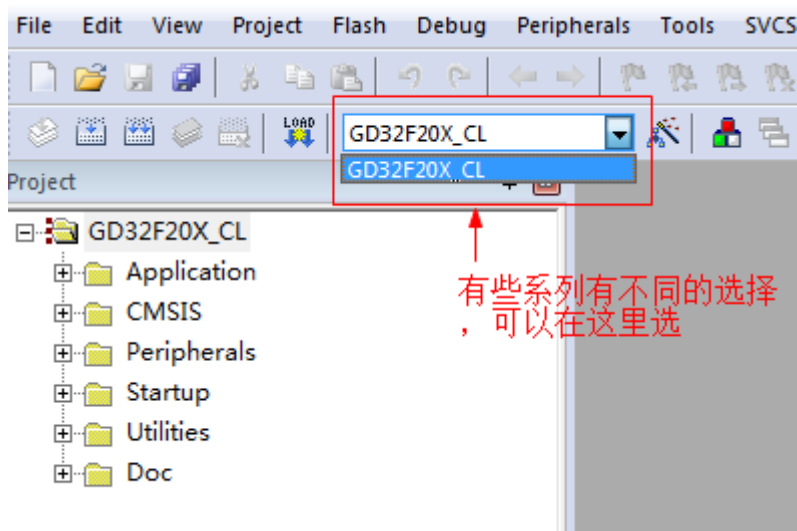 File Edit View Project Flash Debug Peripherals Tools SVCS
LOAD
GD32F20X_CL
GD32F20X_CL
Project
GD32F20X_CL
Application
CMSIS
Peripherals
Startup
Utilities
Doc
有些系列有不同的选择
，可以在这里选